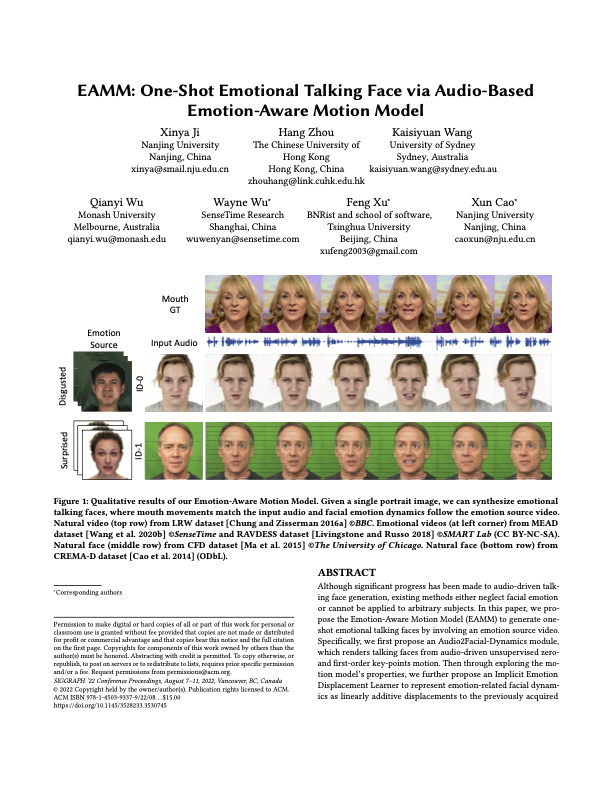 EAMM: One-Shot Emotional Talking Face via Audio-Based
Emotion-Aware Motion Model
Xinya Ji
Nanjing University
Nanjing, China
xinya@smail.nju.edu.cn
Hang Zhou
The Chinese University of
Hong Kong
Hong Kong, China
zhouhang@link.cuhk.edu.hk
Kaisiyuan Wang
University of Sydney
Sydney, Australia
kaisiyuan.wang@sydney.edu.au
Qianyi Wu
Monash University
Melbourne, Australia
qianyi.wu@monash.edu
Wayne Wu*
SenseTime Research
Shanghai, China
wuwenyan@sensetime.com
Feng Xu*
BNRist and school of software,
Tsinghua University
Beijing, China
xufeng2003@gmail.com
Xun Cao*
Nanjing University
Nanjing, China
caoxun@nju.edu.cn
Mouth
GT
Emotion
Source
Input Audio
Disgusted
ID-0
Surprised
ID-1
Figure 1: Qualitative results of our Emotion-Aware Motion Model. Given a single portrait image, we can synthesize emotional
talking faces, where mouth movements match the input audio and facial emotion dynamics follow the emotion source video.
Natural video (top row) from LRW dataset [Chung and Zisserman 2016a] ©BBC. Emotional videos (at left corner) from MEAD
dataset [Wang et al. 2020b] ©SenseTime and RAVDESS dataset [Livingstone and Russo 2018] ©SMART Lab (CC BY-NC-SA).
Natural face (middle row) from CFD dataset [Ma et al. 2015] ©The University of Chicago. Natural face (bottom row) from
CREMA-D dataset [Cao et al. 2014] (ODbL).
*Corresponding authors
Permission to make digital or hard copies of all or part of this work for personal or
classroom use is granted without fee provided that copies are not made or distributed
for profit or commercial advantage and that copies bear this notice and the full citation
on the first page. Copyrights for components of this work owned by others than the
author(s) must be honored. Abstracting with credit is permitted. To copy otherwise, or
republish, to post on servers or to redistribute to lists, requires prior specific permission
and/or a fee. Request permissions from permissions@acm.org.
SIGGRAPH '22 Conference Proceedings, August 7–11, 2022, Vancouver, BC, Canada
© 2022 Copyright held by the owner/author(s). Publication rights licensed to ACM.
ACM ISBN 978-1-4503-9337-9/22/08…$15.00
https://doi.org/10.1145/3528233.3530745
ABSTRACT
Although significant progress has been made to audio-driven talk-
ing face generation, existing methods either neglect facial emotion
or cannot be applied to arbitrary subjects. In this paper, we pro-
pose the Emotion-Aware Motion Model (EAMM) to generate one-
shot emotional talking faces by involving an emotion source video.
Specifically, we first propose an Audio2Facial-Dynamics module,
which renders talking faces from audio-driven unsupervised zero-
and first-order key-points motion. Then through exploring the mo-
tion model's properties, we further propose an Implicit Emotion
Displacement Learner to represent emotion-related facial dynam-
ics as linearly additive displacements to the previously acquired